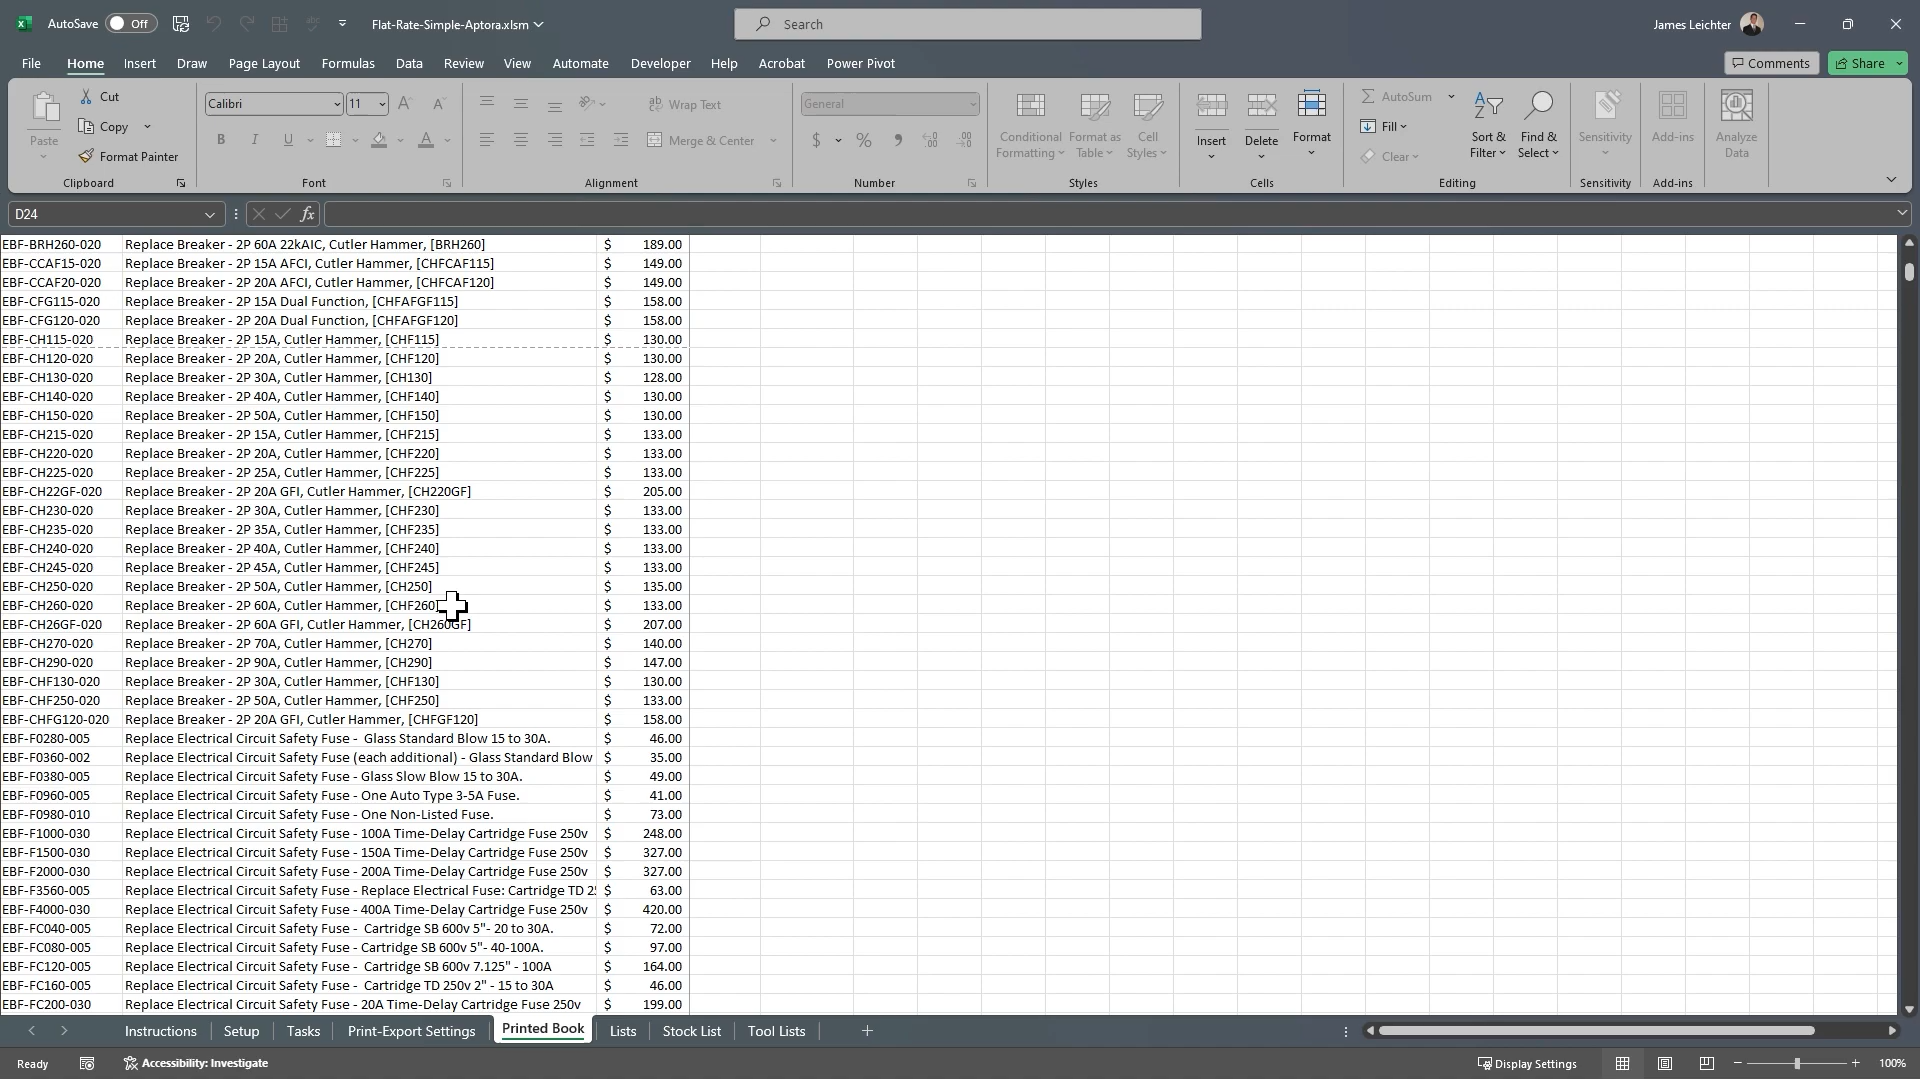 AutoSave Off Flat-Rate-Simple-Aptora.xlsm Search James Leichter
File Home Insert Draw Page Layout Formulas Data Review View Automate Developer Help Acrobat Power Pivot Comments Share
Paste Cut Copy Format Painter Clipboard
Calibri 11 B I U Font
Wrap Text Merge & Center Alignment
General $ % Number
Conditional Formatting Format as Table Cell Styles Styles
Insert Delete Format Cells
AutoSum Fill Clear Sort & Filter Find & Select Editing
Sensitivity Sensitivity
Add-ins Add-ins
Analyze Data
D24 fx
EBF-BRH260-020 Replace Breaker - 2P 60A 22kAIC, Cutler Hammer, [BRH260] $ 189.00
EBF-CCAF15-020 Replace Breaker - 2P 15A AFCI, Cutler Hammer, [CHFCAF115] $ 149.00
EBF-CCAF20-020 Replace Breaker - 2P 20A AFCI, Cutler Hammer, [CHFCAF120] $ 149.00
EBF-CFG115-020 Replace Breaker - 2P 15A Dual Function, [CHFAFGF115] $ 158.00
EBF-CFG120-020 Replace Breaker - 2P 20A Dual Function, [CHFAFGF120] $ 158.00
EBF-CH115-020 Replace Breaker - 2P 15A, Cutler Hammer, [CHF115] $ 130.00
EBF-CH120-020 Replace Breaker - 2P 20A, Cutler Hammer, [CHF120] $ 130.00
EBF-CH130-020 Replace Breaker - 2P 30A, Cutler Hammer, [CH130] $ 128.00
EBF-CH140-020 Replace Breaker - 2P 40A, Cutler Hammer, [CHF140] $ 130.00
EBF-CH150-020 Replace Breaker - 2P 50A, Cutler Hammer, [CHF150] $ 130.00
EBF-CH215-020 Replace Breaker - 2P 15A, Cutler Hammer, [CHF215] $ 133.00
EBF-CH220-020 Replace Breaker - 2P 20A, Cutler Hammer, [CHF220] $ 133.00
EBF-CH225-020 Replace Breaker - 2P 25A, Cutler Hammer, [CHF225] $ 133.00
EBF-CH22GF-020 Replace Breaker - 2P 20A GFI, Cutler Hammer, [CH220GF] $ 205.00
EBF-CH230-020 Replace Breaker - 2P 30A, Cutler Hammer, [CHF230] $ 133.00
EBF-CH235-020 Replace Breaker - 2P 35A, Cutler Hammer, [CHF235] $ 133.00
EBF-CH240-020 Replace Breaker - 2P 40A, Cutler Hammer, [CHF240] $ 133.00
EBF-CH245-020 Replace Breaker - 2P 45A, Cutler Hammer, [CHF245] $ 133.00
EBF-CH250-020 Replace Breaker - 2P 50A, Cutler Hammer, [CH250] $ 135.00
EBF-CH260-020 Replace Breaker - 2P 60A, Cutler Hammer, [CHF260] $ 133.00
EBF-CH26GF-020 Replace Breaker - 2P 60A GFI, Cutler Hammer, [CH260GF] $ 207.00
EBF-CH270-020 Replace Breaker - 2P 70A, Cutler Hammer, [CH270] $ 140.00
EBF-CH290-020 Replace Breaker - 2P 90A, Cutler Hammer, [CH290] $ 147.00
EBF-CHF130-020 Replace Breaker - 2P 30A, Cutler Hammer, [CHF130] $ 130.00
EBF-CHF250-020 Replace Breaker - 2P 50A, Cutler Hammer, [CHF250] $ 133.00
EBF-CHFG120-020 Replace Breaker - 2P 20A GFI, Cutler Hammer, [CHFGF120] $ 158.00
EBF-F0280-005 Replace Electrical Circuit Safety Fuse - Glass Standard Blow 15 to 30A. $ 46.00
EBF-F0360-002 Replace Electrical Circuit Safety Fuse (each additional) - Glass Standard Blow $ 35.00
EBF-F0380-005 Replace Electrical Circuit Safety Fuse - Glass Slow Blow 15 to 30A. $ 49.00
EBF-F0960-005 Replace Electrical Circuit Safety Fuse - One Auto Type 3-5A Fuse. $ 41.00
EBF-F0980-010 Replace Electrical Circuit Safety Fuse - One Non-Listed Fuse. $ 73.00
EBF-F1000-030 Replace Electrical Circuit Safety Fuse - 100A Time-Delay Cartridge Fuse 250v $ 248.00
EBF-F1500-030 Replace Electrical Circuit Safety Fuse - 150A Time-Delay Cartridge Fuse 250v $ 327.00
EBF-F2000-030 Replace Electrical Circuit Safety Fuse - 200A Time-Delay Cartridge Fuse 250v $ 327.00
EBF-F3560-005 Replace Electrical Circuit Safety Fuse - Replace Electrical Fuse: Cartridge TD 2 $ 63.00
EBF-F4000-030 Replace Electrical Circuit Safety Fuse - 400A Time-Delay Cartridge Fuse 250v $ 420.00
EBF-FC040-005 Replace Electrical Circuit Safety Fuse - Cartridge SB 600v 5"- 20 to 30A. $ 72.00
EBF-FC080-005 Replace Electrical Circuit Safety Fuse - Cartridge SB 600v 5"- 40-100A. $ 97.00
EBF-FC120-005 Replace Electrical Circuit Safety Fuse - Cartridge SB 600v 7.125" - 100A $ 164.00
EBF-FC160-005 Replace Electrical Circuit Safety Fuse - Cartridge TD 250v 2" - 15 to 30A $ 46.00
EBF-FC200-030 Replace Electrical Circuit Safety Fuse - 20A Time-Delay Cartridge Fuse 250v $ 199.00
Instructions Setup Tasks Print-Export Settings Printed Book Lists Stock List Tool Lists
Ready Accessibility: Investigate Display Settings 100%